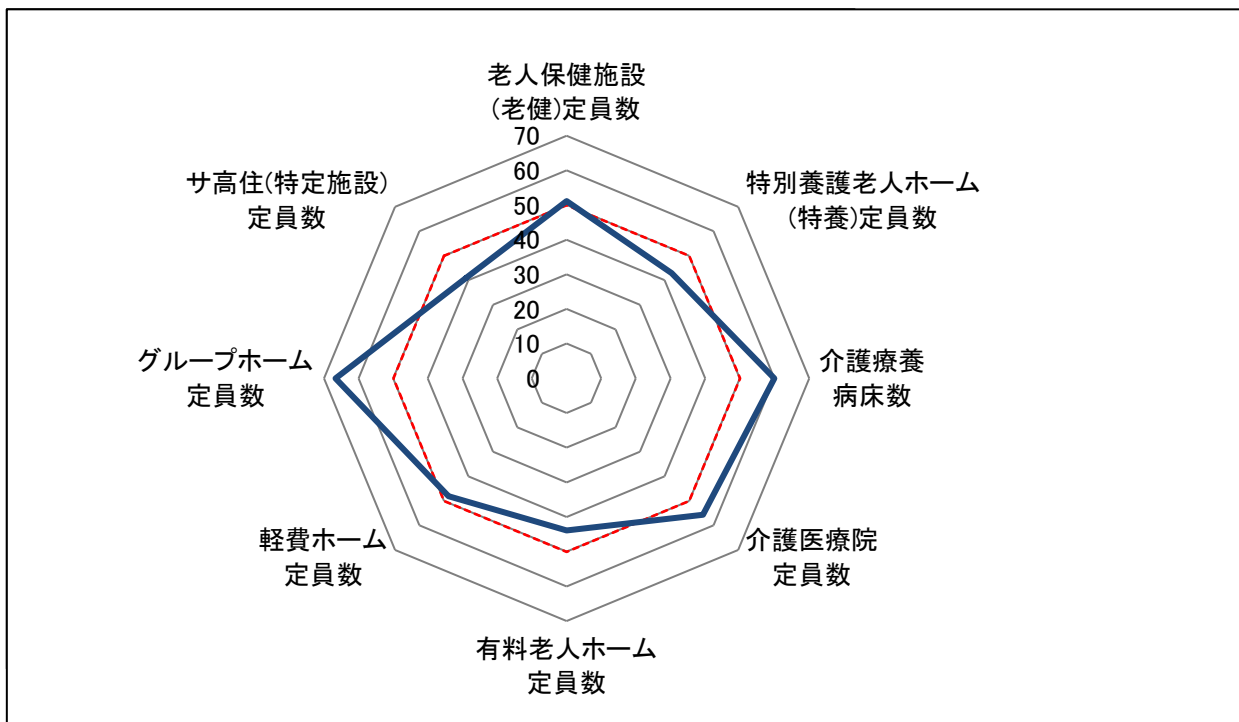 老人保健施設
(老健)定員数
特別養護老人ホーム
(特養)定員数
介護療養
病床数
介護医療院
定員数
有料老人ホーム
定員数
軽費ホーム
定員数
グループホーム
定員数
サ高住(特定施設)
定員数
70
60
50
40
30
20
10
0